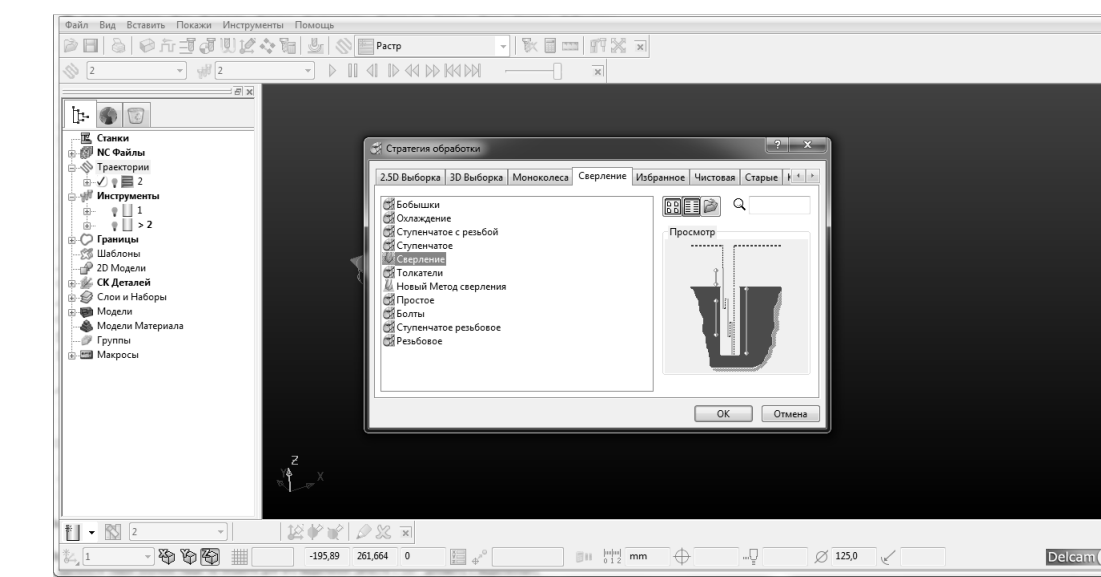 Файл Вид Вставить Покажи Инструменты Помощь
Растр
2 2
Станки
NC Файлы
Траектории
2
Инструменты
1
> 2
Границы
Шаблоны
2D Модели
СК Деталей
Слои и Наборы
Модели
Модели Материала
Группы
Макросы
Стратегия обработки
? x
2.5D Выборка 3D Выборка Моноколеса Сверление Избранное Чистовая Старые
Бобышки
Охлаждение
Ступенчатое с резьбой
Ступенчатое
Сверление
Толкатели
Новый Метод сверления
Простое
Болты
Ступенчатое резьбовое
Резьбовое
Просмотр
OK Отмена
Z
X
2
1 -195,89 261,664 0 mm 125,0
Delcam